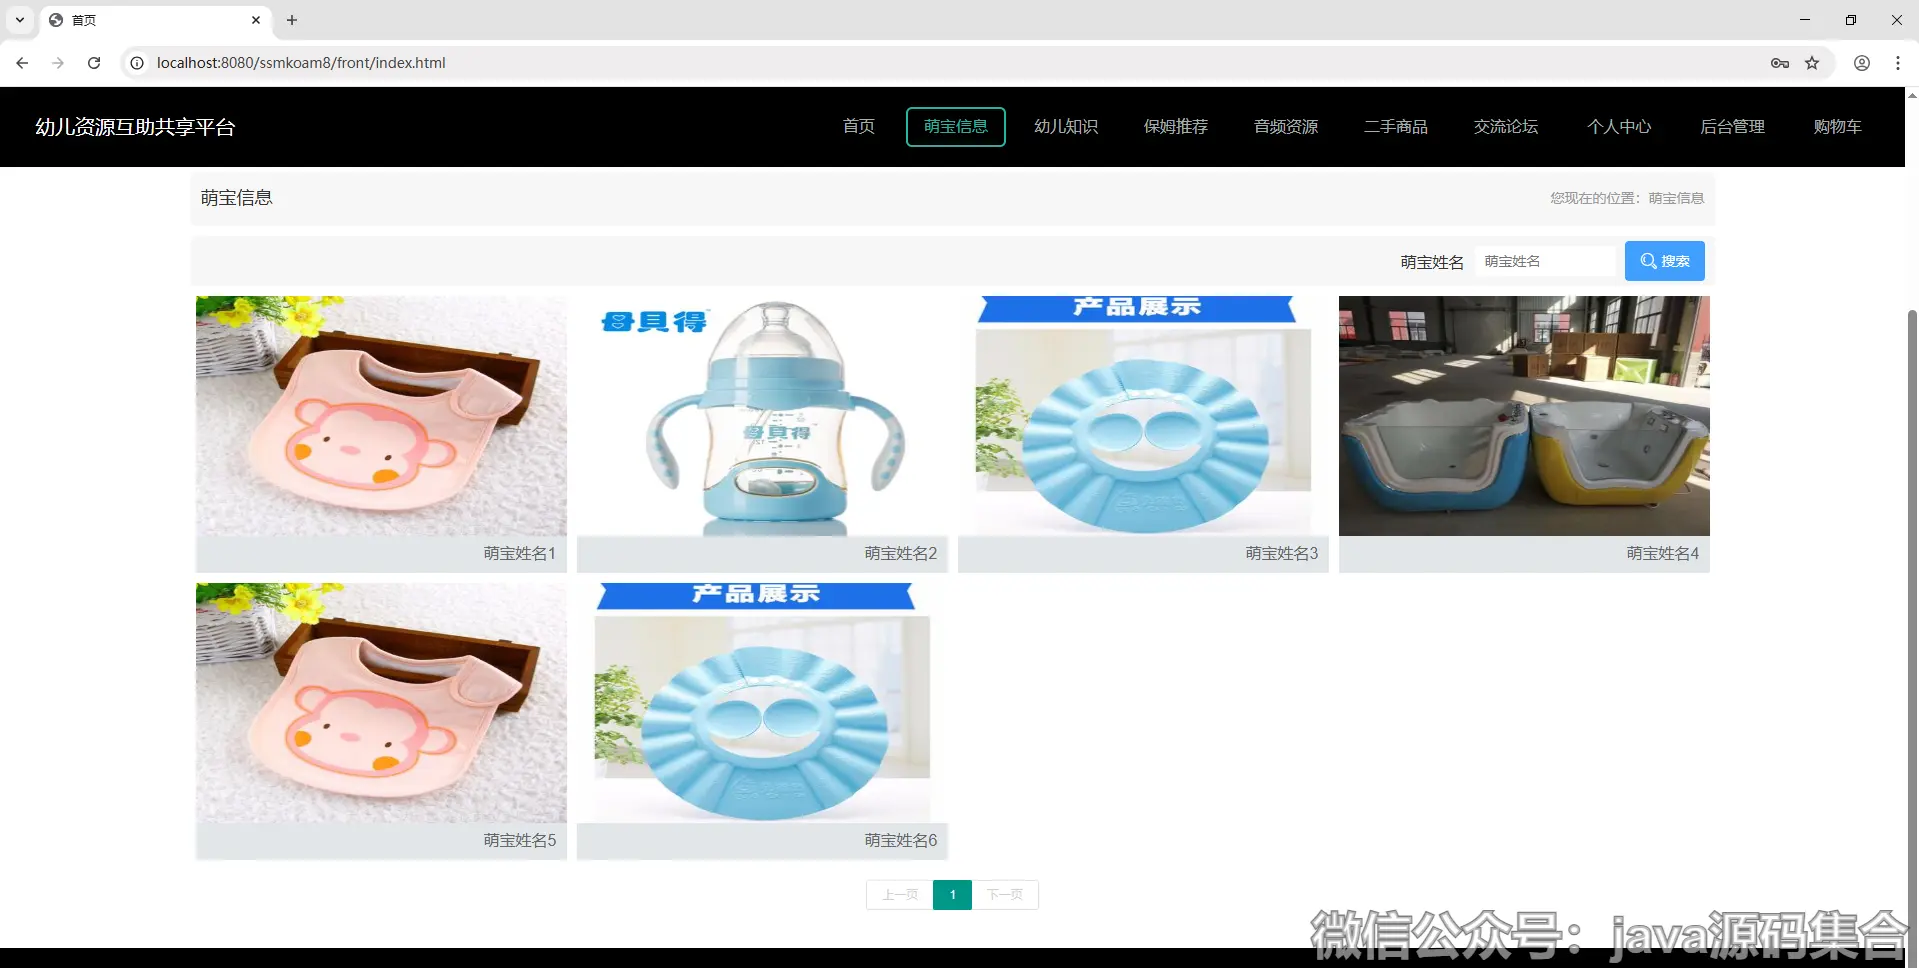 首页
localhost:8080/ssmkoam8/front/index.html
幼儿资源互助共享平台
首页 萌宝信息 幼儿知识 保姆推荐 音频资源 二手商品 交流论坛 个人中心 后台管理 购物车
萌宝信息
您现在的位置：萌宝信息
萌宝姓名 萌宝姓名 搜索
母貝得
母貝得
产品展示
萌宝姓名1
萌宝姓名2
萌宝姓名3
萌宝姓名4
产品展示
萌宝姓名5
萌宝姓名6
上一页 1 下一页
微信公众号：java源码集合